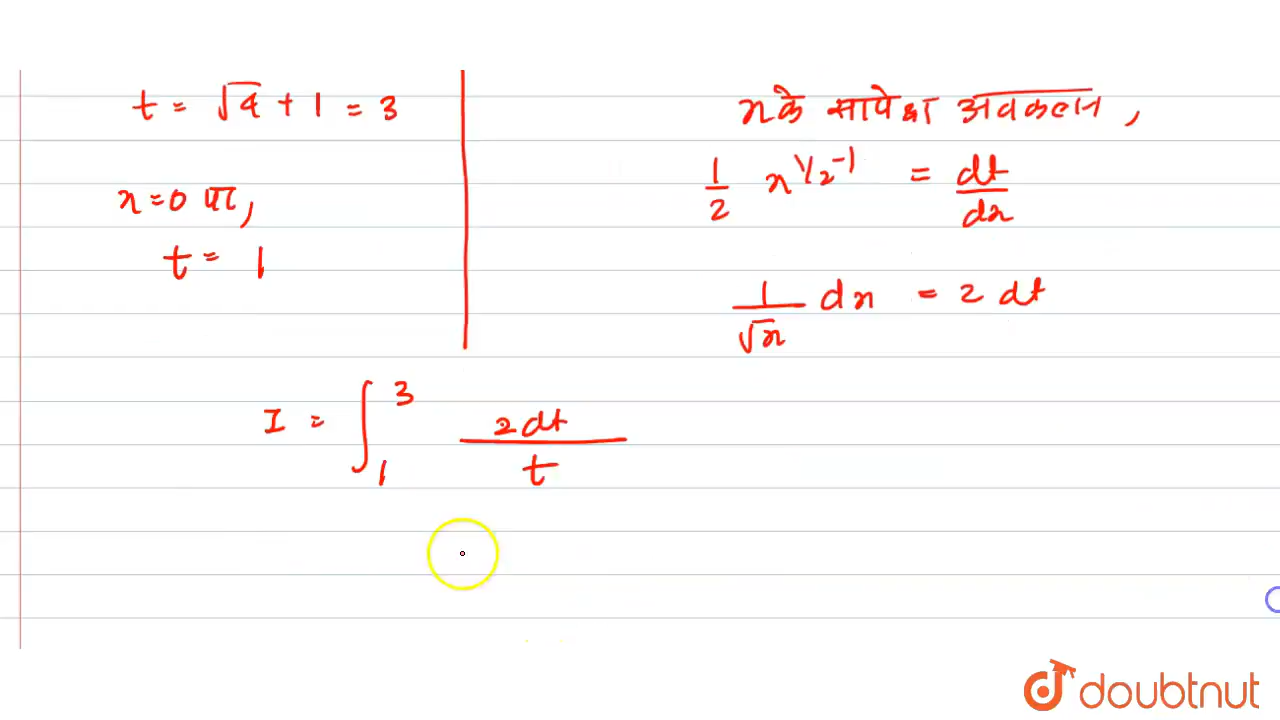 t = √4 + 1 = 3
x = 0 पर,
t = 1
x के सापेक्ष अवकलन,
1/2 x^(1/2 - 1) = dt/dx
1/√x dx = 2 dt
I = ∫₁³ 2dt/t
doubtnut